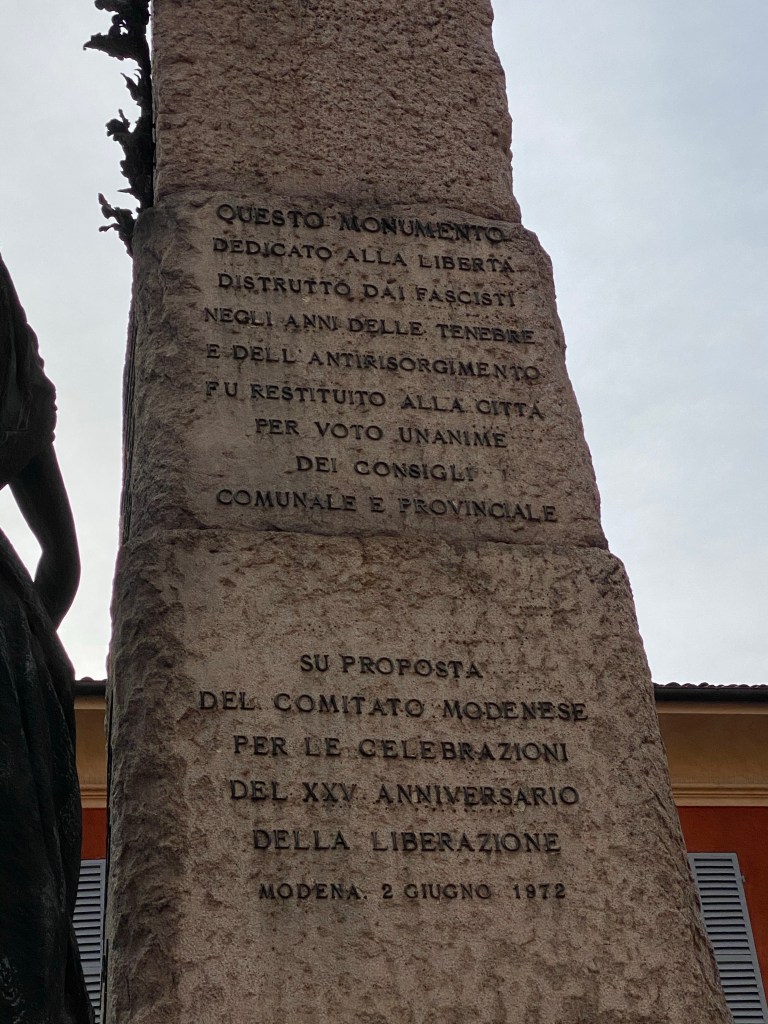 QUESTO MONUMENTO
DEDICATO ALLA LIBERTÀ
DISTRUTTO DAI FASCISTI
NEGLI ANNI DELLE TENEBRE
E DELL'ANTIRISORGIMENTO
FU RESTITUITO ALLA CITTÀ
PER VOTO UNANIME
DEI CONSIGLI
COMUNALE E PROVINCIALE
SU PROPOSTA
DEL COMITATO MODENESE
PER LE CELEBRAZIONI
DEL XXV ANNIVERSARIO
DELLA LIBERAZIONE
MODENA. 2 GIUGNO 1972